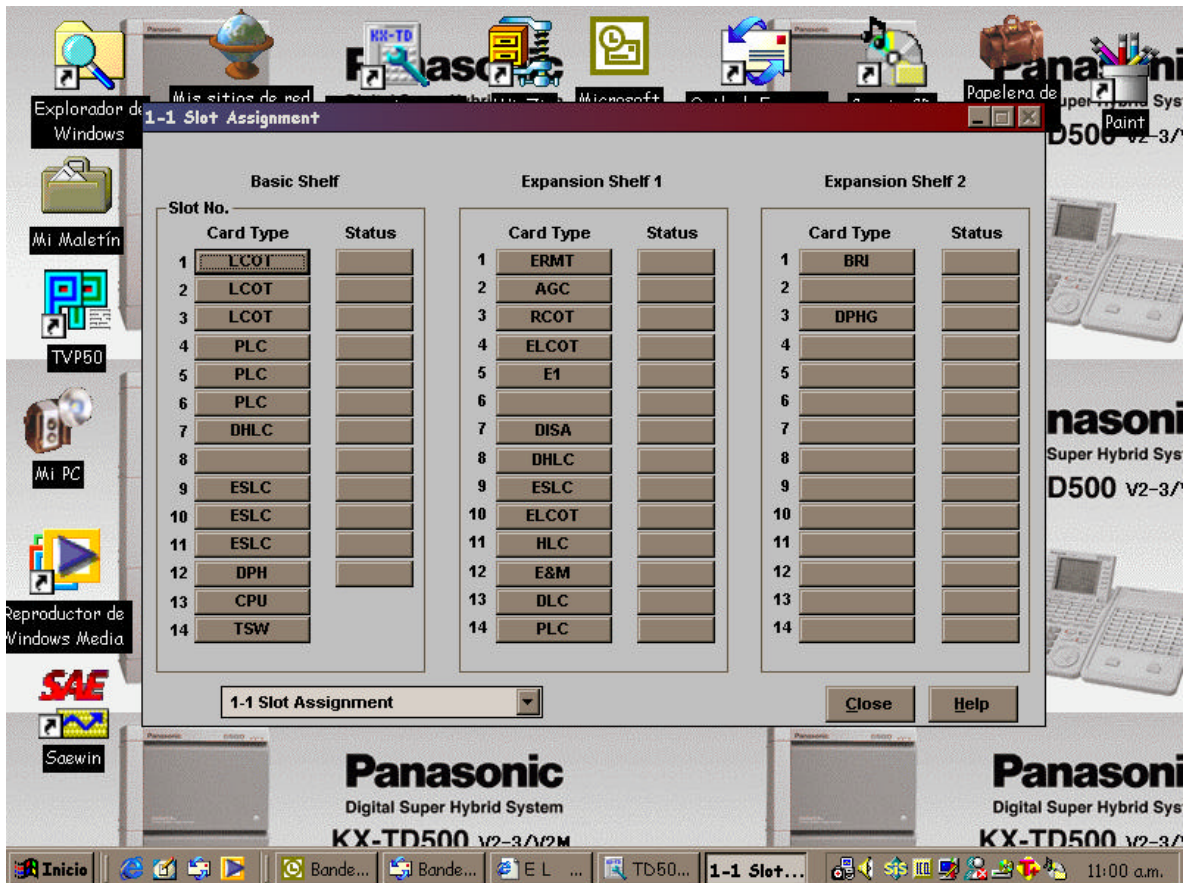 Panasonic
KX-TD
Panasoni
Explorador de Windows
Mis sitios de red
Microsoft
Papelera de
Paint
D500 V2-3/V
Mi Maletín
TVP50
Mi PC
Reproductor de Windows Media
SAE
Saewin
1-1 Slot Assignment
Basic Shelf
Expansion Shelf 1
Expansion Shelf 2
Slot No.
Card Type Status Card Type Status Card Type Status
1 LCOT 1 ERMT 1 BRI
2 LCOT 2 AGC 2
3 LCOT 3 RCOT 3 DPHG
4 PLC 4 ELCOT 4
5 PLC 5 E1 5
6 PLC 6 6
7 DHLC 7 DISA 7
8 8 DHLC 8
9 ESLC 9 ESLC 9
10 ESLC 10 ELCOT 10
11 ESLC 11 HLC 11
12 DPH 12 E&M 12
13 CPU 13 DLC 13
14 TSW 14 PLC 14
1-1 Slot Assignment
Close
Help
nasoni
Super Hybrid Sys
D500 V2-3/V
Panasonic
Digital Super Hybrid System
KX-TD500 V2-3/V2M
Panasoni
Digital Super Hybrid Sys
KX-TD500 V2-3/V
Inicio
Bande...
Bande...
E L ...
TD50...
1-1 Slot...
11:00 a.m.